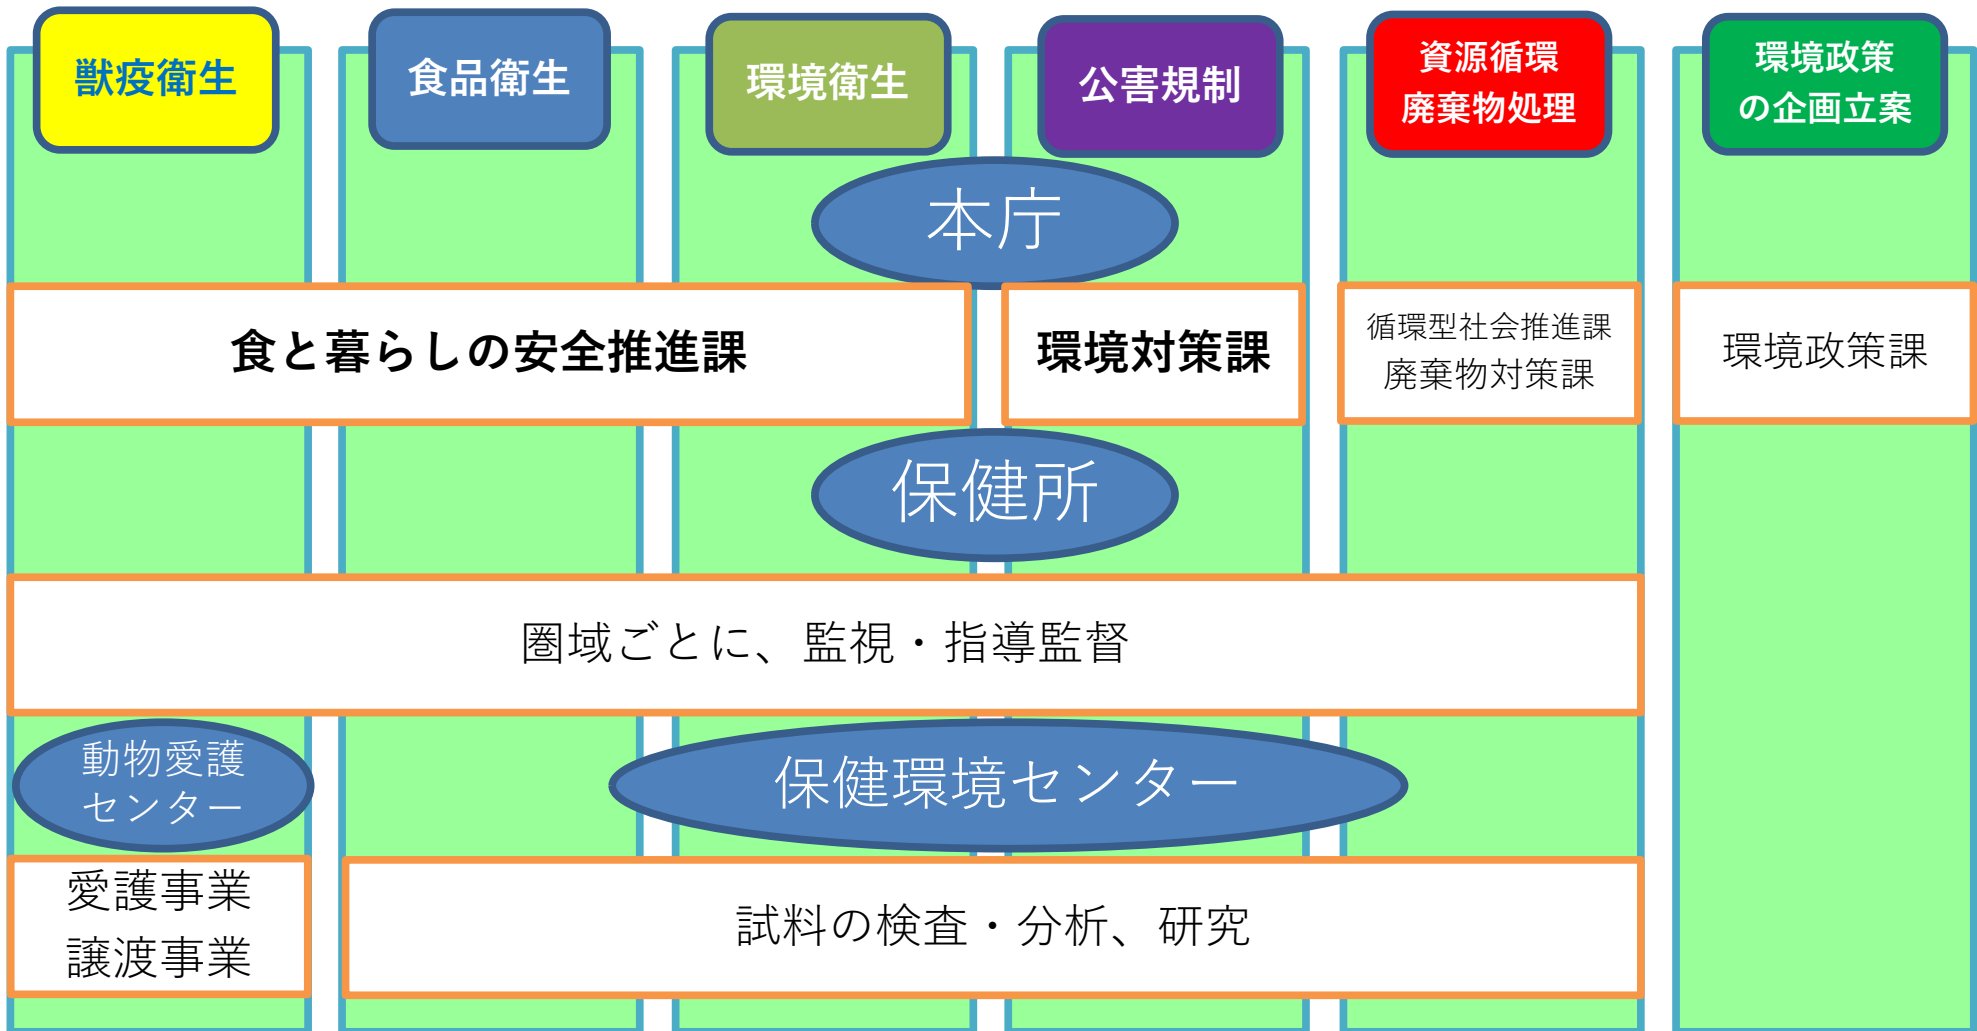 獣疫衛生
食品衛生
環境衛生
公害規制
資源循環
廃棄物処理
環境政策
の企画立案
本庁
食と暮らしの安全推進課
環境対策課
循環型社会推進課
廃棄物対策課
環境政策課
保健所
圏域ごとに、監視・指導監督
動物愛護
センター
保健環境センター
愛護事業
譲渡事業
試料の検査・分析、研究